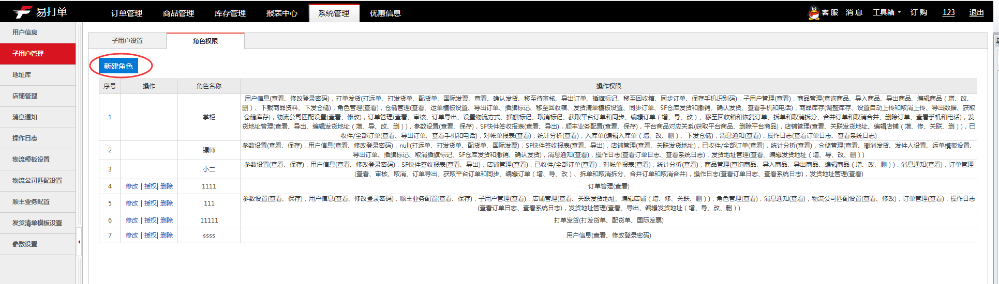 易打单
订单管理 商品管理 库存管理 报表中心 系统管理 优惠信息
客 服 消 息 工具箱 订 购 123 退出
用户信息
子用户管理
地址库
店铺管理
消息通知
操作日志
物流模板设置
物流公司匹配设置
顺丰业务配置
发货清单模板设置
参数设置
子用户设置 角色权限
新建角色
序号 操作 角色名称 操作权限
1 掌柜
用户信息(查看、修改登录密码)，打单发货(打运单、打发货单、配货单、国际发票、查看、确认发货、移至待审核、导出订单、插旗标记、移至回收箱、同步订单、保存手机识别码)，子用户管理(查看)，商品管理(查询商品、导入商品、导出商品、编辑商品（增、改、
删）、下载商品资料、下发仓储)，角色管理(查看)，仓储管理(查看、运单模板设置、导出订单、插旗标记、移至回收箱、发货清单模板设置、同步订单、SF仓库发货和撤销、确认发货、查看手机和电话)，商品库存(调整库存、设置自动上传和取消上传、导出数据、获取
仓储库存)，物流公司匹配设置(查看、修改)，订单管理(查看、审核、订单导出、设置物流方式、插旗标记、取消标记、获取平台订单和同步、编辑订单（增、导、改）、移至回收箱和恢复订单、拆单和取消拆分、合并订单和取消合并、删除订单、查看手机和电话)，发
货地址管理(查看、导出、编辑发货地址（增、导、改、删）)，参数设置(查看、保存)，SF快件签收报表(查看、导出)，顺丰业务配置(查看、保存)，平台商品对应关系(获取平台商品、删除平台商品)，店铺管理(查看、关联发货地址、编辑店铺（增、修、关联、删）)，已
收件/全部订单(查看、导出订单、查看手机和电话)，对帐单报表(查看)，统计分析(查看)，入库单(编辑入库单（增、改、删）、下发仓储)，消息通知(查看)，操作日志(查看订单日志、查看系统日志)
2 镖师
参数设置(查看、保存)，用户信息(查看、修改登录密码)，null(打运单、打发货单、配货单、国际发票)，SF快件签收报表(查看、导出)，店铺管理(查看、关联发货地址)，已收件/全部订单(查看)，统计分析(查看)，仓储管理(查看、撤消发货、发件人设置、运单模板设置、
导出订单、插旗标记、取消插旗标记、SF仓库发货和撤销、确认发货)，消息通知(查看)，操作日志(查看订单日志、查看系统日志)，发货地址管理(查看、编辑发货地址（增、导、改、删）)
3 小二
参数设置(查看、保存)，用户信息(查看、修改登录密码)，SF快件签收报表(查看、导出)，店铺管理(查看)，已收件/全部订单(查看)，对帐单报表(查看)，统计分析(查看)，商品管理(查询商品、导入商品、导出商品、编辑商品（增、改、删）)，消息通知(查看)，订单管理
(查看、审核、取消、订单导出、获取平台订单和同步、编辑订单（增、导、改）、拆单和取消拆分、合并订单和取消合并)，操作日志(查看订单日志、查看系统日志)，发货地址管理(查看)
4 修改 | 授权| 删除 1111 订单管理(查看)
5 修改 | 授权| 删除 111
参数设置(查看、保存)，用户信息(查看、修改登录密码)，顺丰业务配置(查看、保存)，子用户管理(查看)，店铺管理(查看、关联发货地址、编辑店铺（增、修、关联、删）)，角色管理(查看)，消息通知(查看)，物流公司匹配设置(查看、修改)，订单管理(查看)，操作日志
(查看订单日志、查看系统日志)，发货地址管理(查看、导出、编辑发货地址（增、导、改、删）)
6 修改 | 授权| 删除 11111 打单发货(打发货单、配货单、国际发票)
7 修改 | 授权| 删除 ssss 用户信息(查看、修改登录密码)